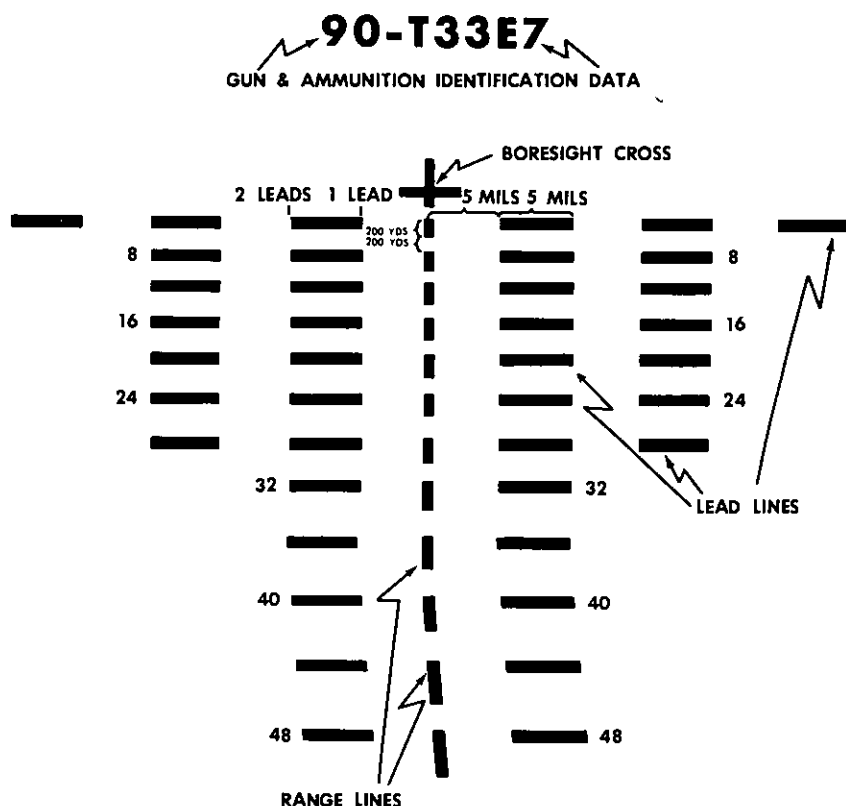 90-T33E7
GUN & AMMUNITION IDENTIFICATION DATA
BORESIGHT CROSS
2 LEADS 1 LEAD 5 MILS 5 MILS
200 YDS
200 YDS
8 8
16 16
24 24
32 32
LEAD LINES
40 40
48 48
RANGE LINES